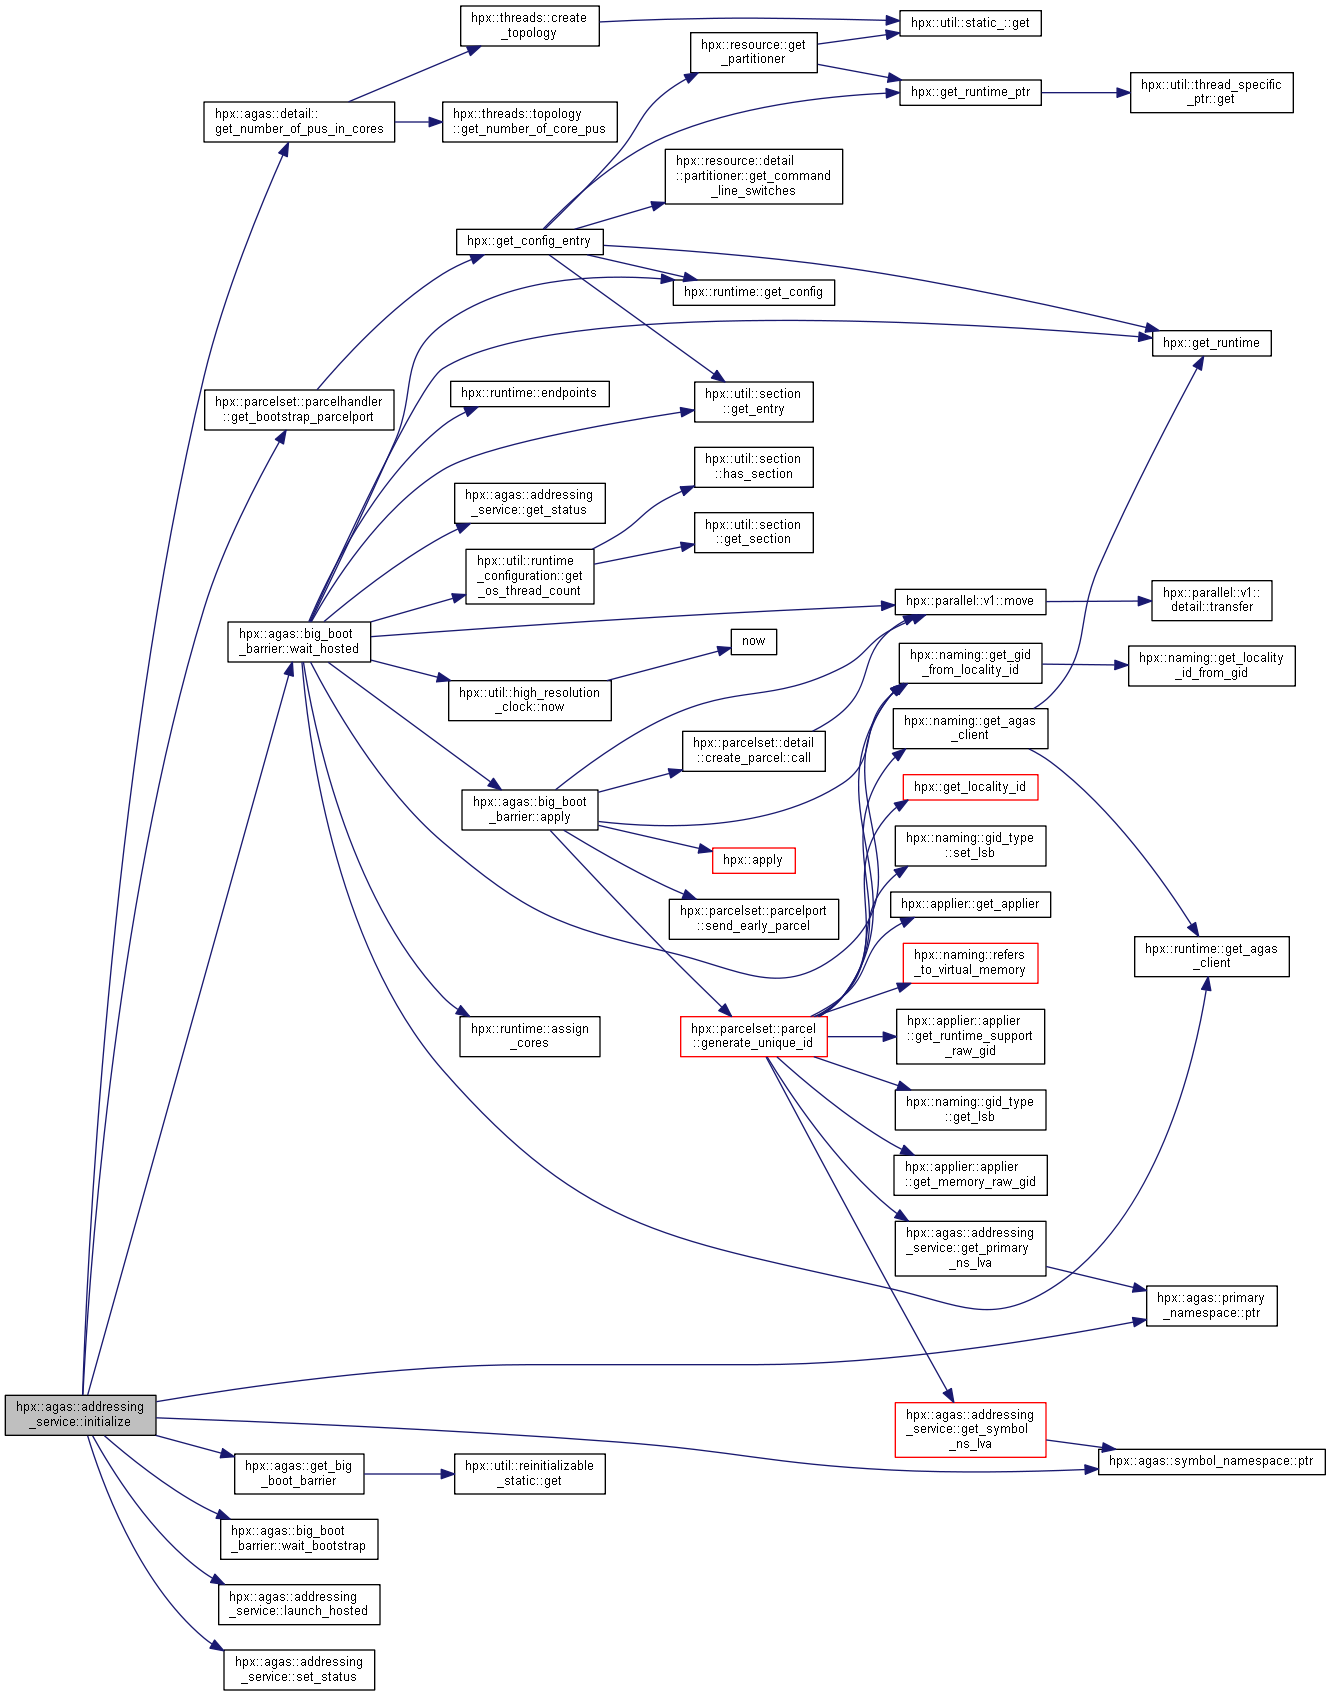 hpx::threads::create
_topology
hpx::util::static_::get
hpx::resource::get
_partitioner
hpx::get_runtime_ptr
hpx::util::thread_specific
_ptr::get
hpx::agas::detail::
get_number_of_pus_in_cores
hpx::threads::topology
::get_number_of_core_pus
hpx::resource::detail
::partitioner::get_command
_line_switches
hpx::get_config_entry
hpx::runtime::get_config
hpx::get_runtime
hpx::parcelset::parcelhandler
::get_bootstrap_parcelport
hpx::runtime::endpoints
hpx::util::section
::get_entry
hpx::util::section
::has_section
hpx::agas::addressing
_service::get_status
hpx::util::section
::get_section
hpx::util::runtime
_configuration::get
_os_thread_count
hpx::parallel::v1::move
hpx::parallel::v1::
detail::transfer
hpx::agas::big_boot
_barrier::wait_hosted
now
hpx::naming::get_gid
_from_locality_id
hpx::naming::get_locality
_id_from_gid
hpx::util::high_resolution
_clock::now
hpx::naming::get_agas
_client
hpx::parcelset::detail
::create_parcel::call
hpx::get_locality_id
hpx::agas::big_boot
_barrier::apply
hpx::naming::gid_type
::set_lsb
hpx::apply
hpx::applier::get_applier
hpx::parcelset::parcelport
::send_early_parcel
hpx::runtime::get_agas
_client
hpx::naming::refers
_to_virtual_memory
hpx::runtime::assign
_cores
hpx::parcelset::parcel
::generate_unique_id
hpx::applier::applier
::get_runtime_support
_raw_gid
hpx::naming::gid_type
::get_lsb
hpx::applier::applier
::get_memory_raw_gid
hpx::agas::addressing
_service::get_primary
_ns_lva
hpx::agas::primary
_namespace::ptr
hpx::agas::addressing
_service::initialize
hpx::agas::addressing
_service::get_symbol
_ns_lva
hpx::agas::symbol_namespace::ptr
hpx::agas::get_big
_boot_barrier
hpx::util::reinitializable
_static::get
hpx::agas::big_boot
_barrier::wait_bootstrap
hpx::agas::addressing
_service::launch_hosted
hpx::agas::addressing
_service::set_status